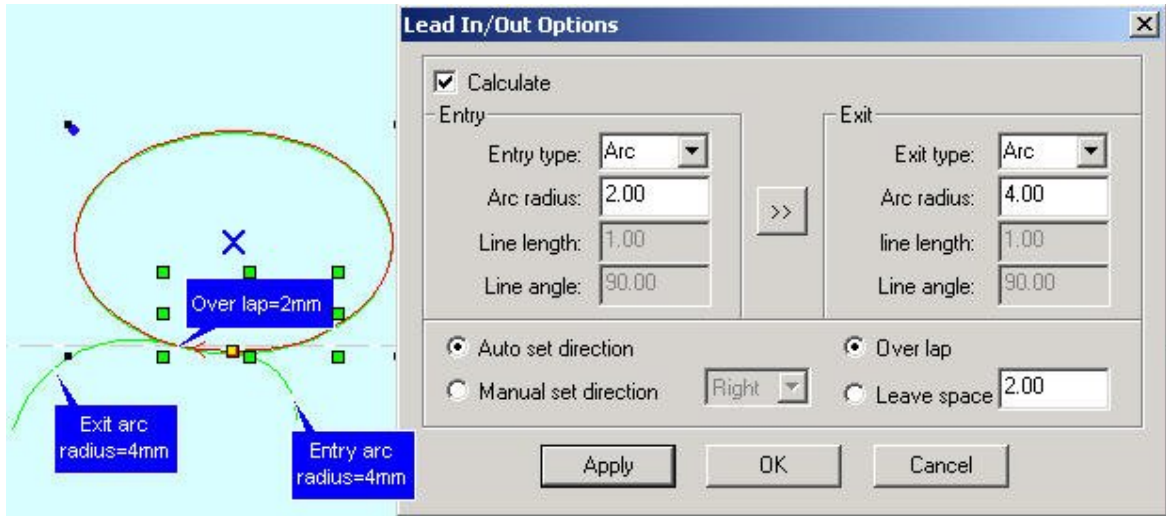 Lead In/Out Options
Calculate
Entry
Entry type: Arc
Arc radius: 2.00
Line length: 1.00
Line angle: 90.00
>>
Exit
Exit type: Arc
Arc radius: 4.00
line length: 1.00
Line angle: 90.00
Auto set direction
Manual set direction Right
Over lap
Leave space 2.00
Apply OK Cancel
Over lap=2mm
Exit arc
radius=4mm
Entry arc
radius=4mm